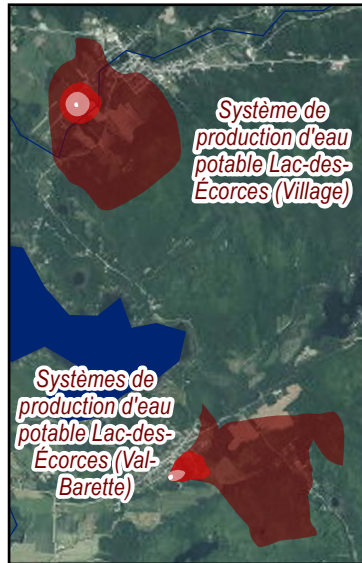 Système de
production d'eau
potable Lac-des-
Écorces (Village)
Systèmes de
production d'eau
potable Lac-des-
Écorces (Val-
Barette)